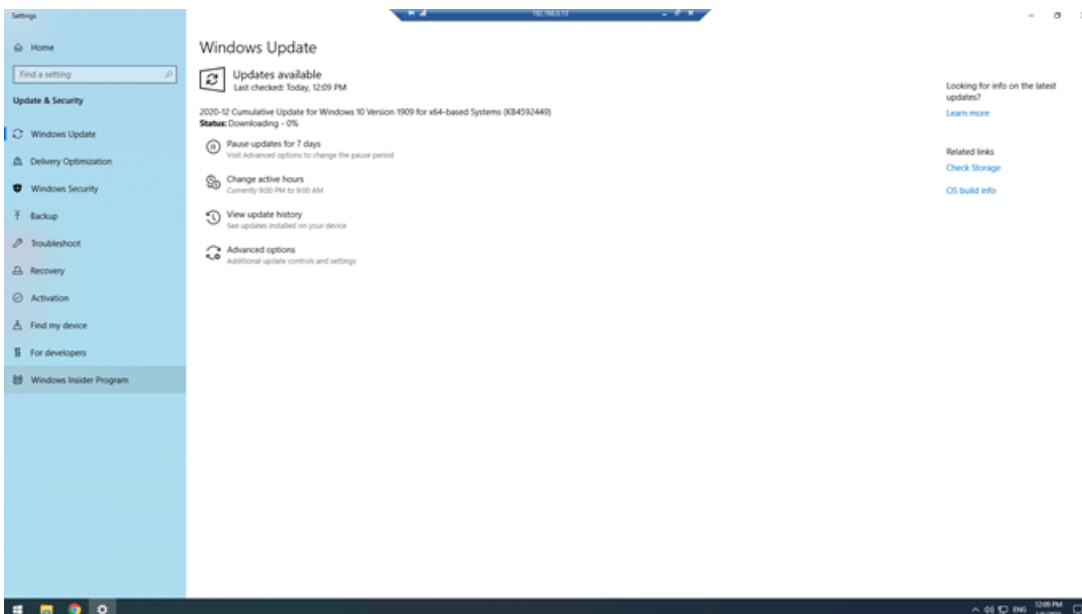 Settings
192.168.0.13
Home
Find a setting
Update & Security
Windows Update
Delivery Optimization
Windows Security
Backup
Troubleshoot
Recovery
Activation
Find my device
For developers
Windows Insider Program
Windows Update
Updates available
Last checked: Today, 12:09 PM
2020-12 Cumulative Update for Windows 10 Version 1909 for x64-based Systems (KB4592449)
Status: Downloading - 0%
Pause updates for 7 days
Visit Advanced options to change the pause period
Change active hours
Currently 9:00 PM to 9:00 AM
View update history
See updates installed on your device
Advanced options
Additional update controls and settings
Looking for info on the latest
updates?
Learn more
Related links
Check Storage
OS build info
ENG
12:09 PM